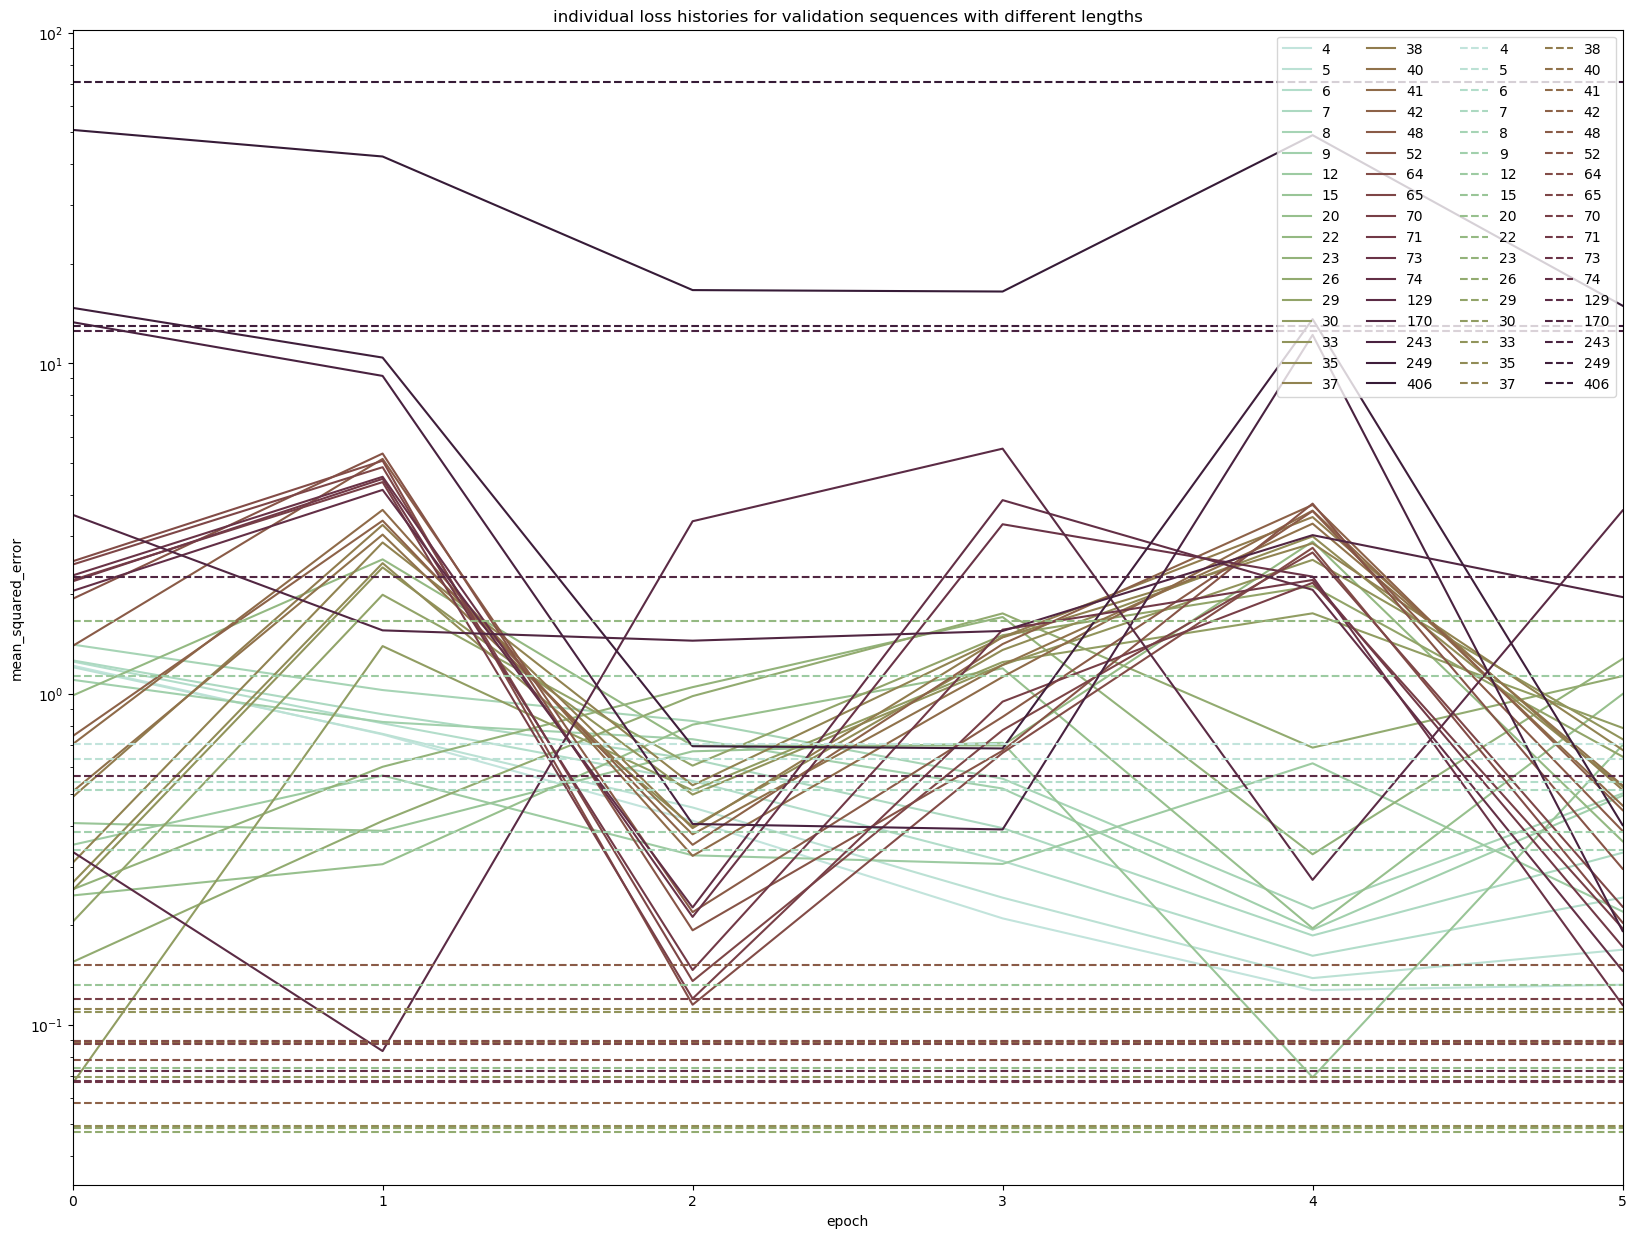 individual loss histories for validation sequences with different lengths
10²
10¹
10⁰
10⁻¹
mean_squared_error
4 38 4 38
5 40 5 40
6 41 6 41
7 42 7 42
8 48 8 48
9 52 9 52
12 64 12 64
15 65 15 65
20 70 20 70
22 71 22 71
23 73 23 73
26 74 26 74
29 129 29 129
30 170 30 170
33 243 33 243
35 249 35 249
37 406 37 406
0 1 2 3 4 5
epoch